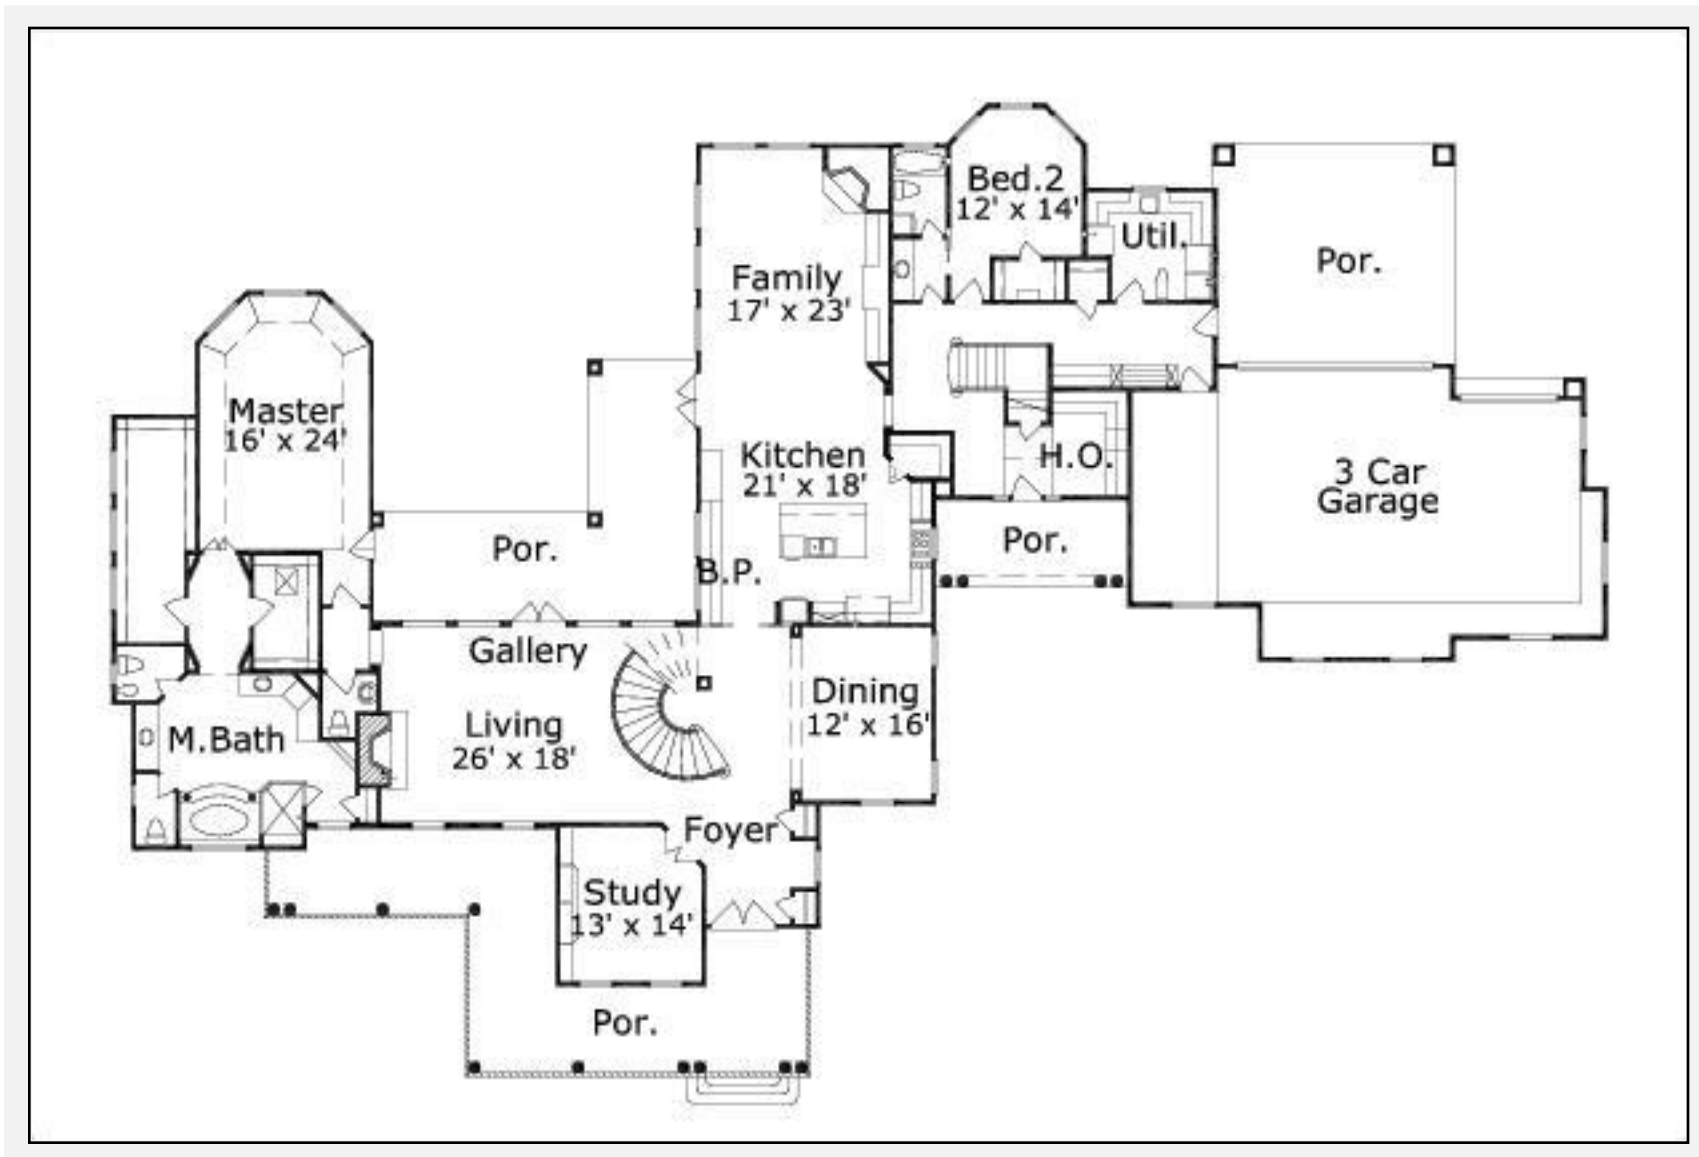 Bed.2
12' x 14'
Util.
Por.
Family
17' x 23'
Master
16' x 24'
Kitchen
21' x 18'
H.O.
3 Car
Garage
Por.
Por.
B.P.
Gallery
Dining
12' x 16'
Living
26' x 18'
M.Bath
Foyer
Study
13' x 14'
Por.